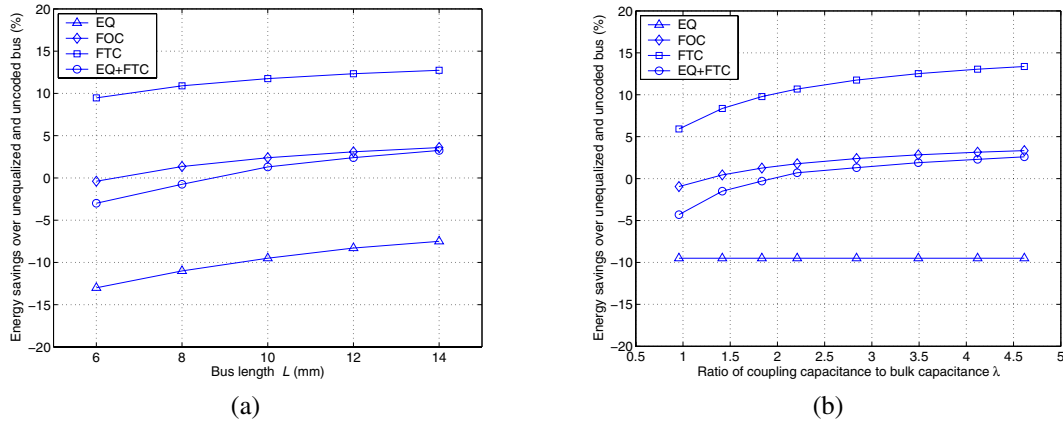 Energy savings over unequalized and uncoded bus (%)
20
15
10
5
0
−5
−10
−15
−20
EQ
FOC
FTC
EQ+FTC
6
8
10
12
14
Bus length L (mm)
(a)
Energy savings over unequalized and uncoded bus (%)
20
15
10
5
0
−5
−10
−15
−20
EQ
FOC
FTC
EQ+FTC
0.5
1
1.5
2
2.5
3
3.5
4
4.5
5
Ratio of coupling capacitance to bulk capacitance λ
(b)